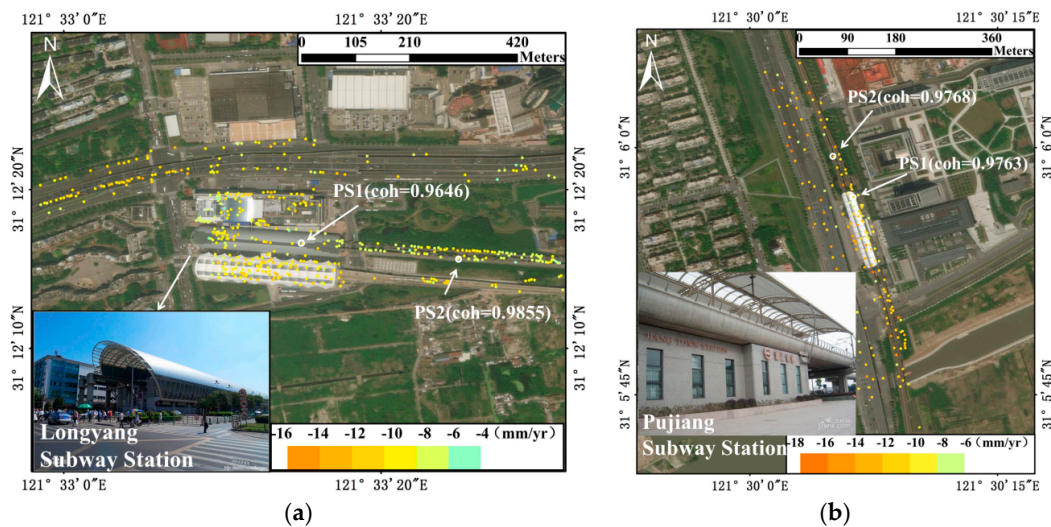 121° 33′ 0″E
121° 33′ 20″E
N
0 105 210 420
Meters
31° 12′ 20″N
31° 12′ 20″N
PS1(coh=0.9646)
PS2(coh=0.9855)
31° 12′ 10″N
31° 12′ 10″N
Longyang
Subway Station
-16 -14 -12 -10 -8 -6 -4 (mm/yr)
121° 33′ 0″E
121° 33′ 20″E
(a)
121° 30′ 0″E
121° 30′ 15″E
N
0 90 180 360
Meters
PS2(coh=0.9768)
31° 6′ 0″N
31° 6′ 0″N
PS1(coh=0.9763)
31° 5′ 45″N
31° 5′ 45″N
Pujiang
Subway Station
-18 -16 -14 -12 -10 -8 -6(mm/yr)
121° 30′ 0″E
121° 30′ 15″E
(b)